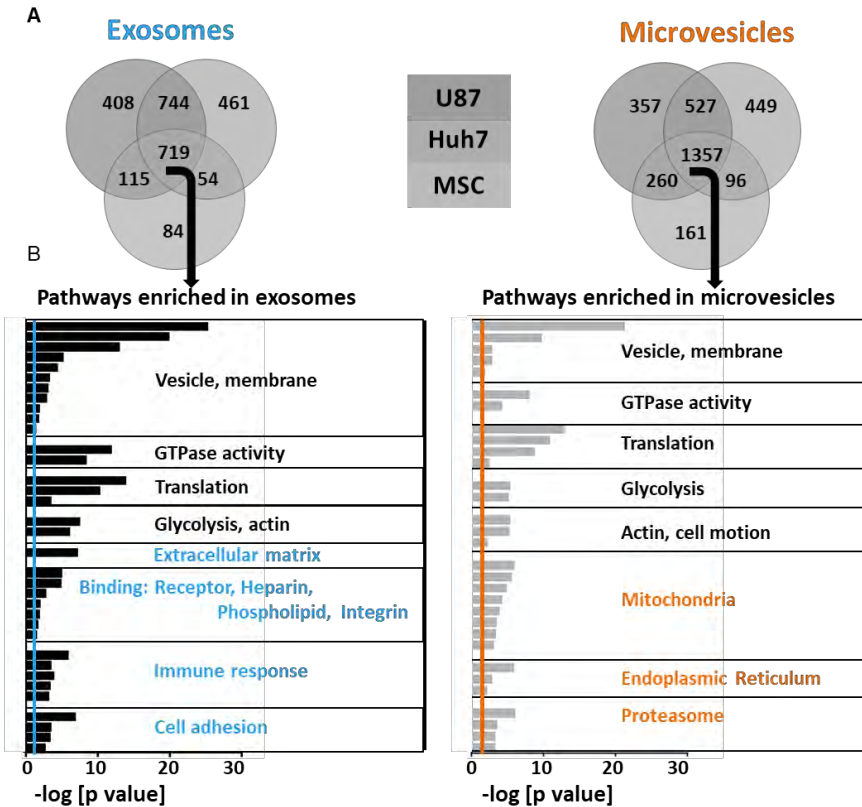 A
Exosomes
Microvesicles
408 744 461
719
115 54
84
U87
Huh7
MSC
357 527 449
1357
260 96
161
B
Pathways enriched in exosomes
Vesicle, membrane
GTPase activity
Translation
Glycolysis, actin
Extracellular matrix
Binding: Receptor, Heparin,
Phospholipid, Integrin
Immune response
Cell adhesion
0 10 20 30
-log [p value]
Pathways enriched in microvesicles
Vesicle, membrane
GTPase activity
Translation
Glycolysis
Actin, cell motion
Mitochondria
Endoplasmic Reticulum
Proteasome
0 10 20 30
-log [p value]